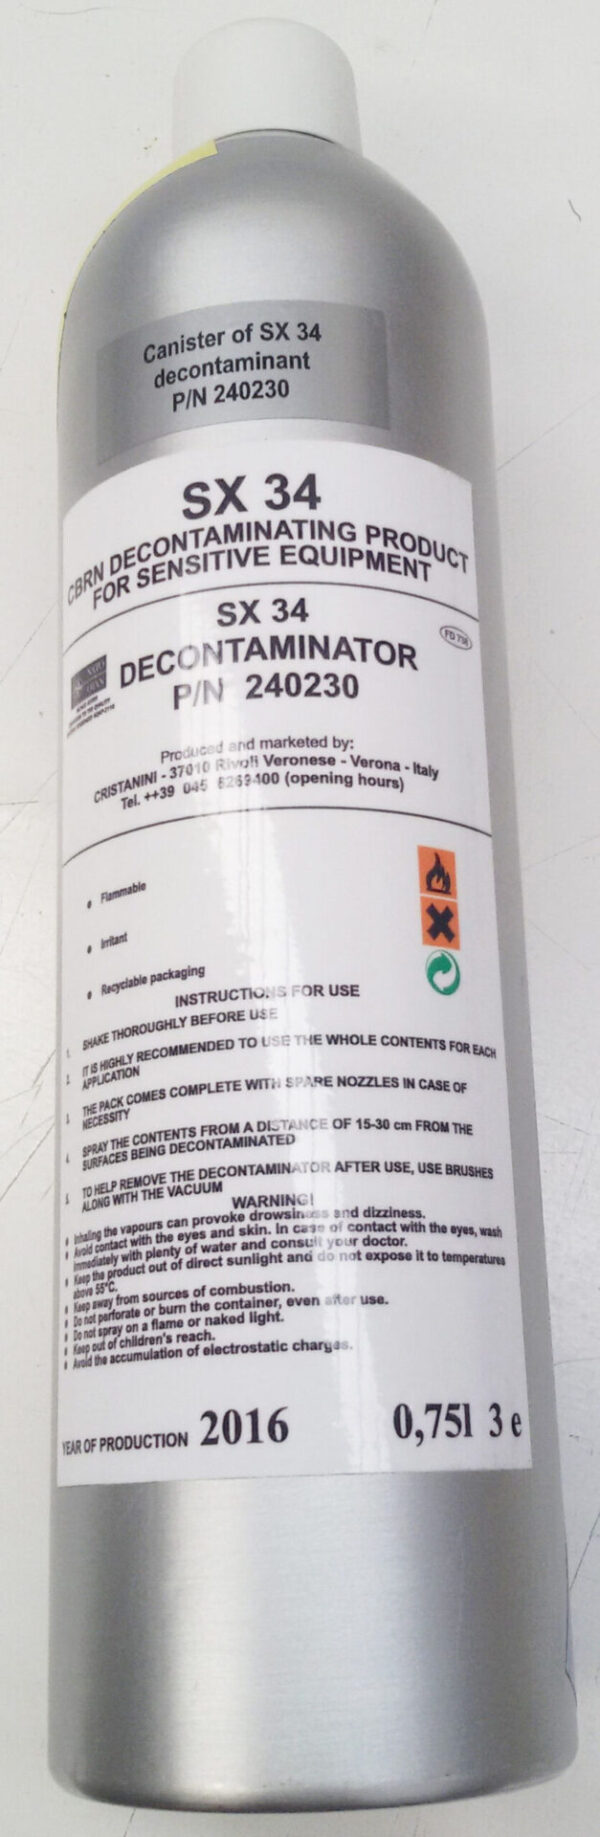 Canister of SX 34
decontaminant
P/N 240230
SX 34
CBRN DECONTAMINATING PRODUCT
FOR SENSITIVE EQUIPMENT
SX 34
DECONTAMINATOR
P/N 240230
Produced and marketed by:
CRISTANINI - 37010 Rivoli Veronese - Verona - Italy
Tel. ++39 045 6269400 (opening hours)
• Flammable
• Irritant
• Recyclable packaging
INSTRUCTIONS FOR USE
1. SHAKE THOROUGHLY BEFORE USE
2. IT IS HIGHLY RECOMMENDED TO USE THE WHOLE CONTENTS FOR EACH
APPLICATION
3. THE PACK COMES COMPLETE WITH SPARE NOZZLES IN CASE OF
NECESSITY
4. SPRAY THE CONTENTS FROM A DISTANCE OF 15-30 cm FROM THE
SURFACES BEING DECONTAMINATED
5. TO HELP REMOVE THE DECONTAMINATOR AFTER USE, USE BRUSHES
ALONG WITH THE VACUUM
WARNING!
• Inhaling the vapours can provoke drowsiness and dizziness.
• Avoid contact with the eyes and skin. In case of contact with the eyes, wash
immediately with plenty of water and consult your doctor.
• Keep the product out of direct sunlight and do not expose it to temperatures
above 55°C.
• Keep away from sources of combustion.
• Do not perforate or burn the container, even after use.
• Do not spray on a flame or naked light.
• Keep out of children's reach.
• Avoid the accumulation of electrostatic charges.
YEAR OF PRODUCTION 2016 0,75l 3 e